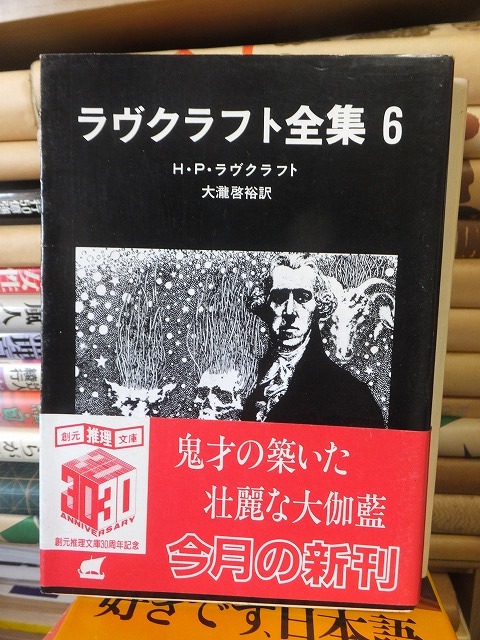 ラヴクラフト全集 6
H・P・ラヴクラフト
大瀧啓裕訳
創元 推理 文庫
3030
ANNIVERSARY
創元推理文庫30周年記念
鬼才の築いた
壮麗な大伽藍
今月の新刊
好きです、日本語